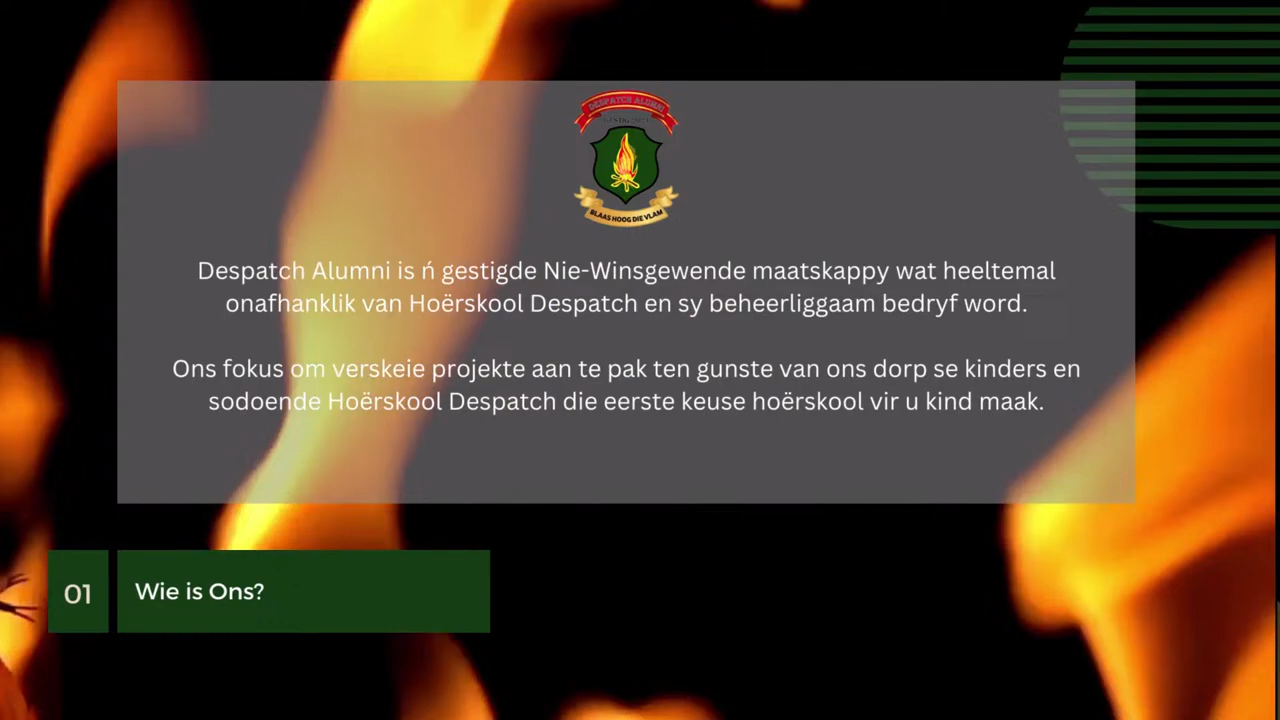 DESPATCH ALUMNI
BLAAS HOOG DIE VLAM
Despatch Alumni is ń gestigde Nie-Winsgewende maatskappy wat heeltemal
onafhanklik van Hoërskool Despatch en sy beheerliggaam bedryf word.
Ons fokus om verskeie projekte aan te pak ten gunste van ons dorp se kinders en
sodoende Hoërskool Despatch die eerste keuse hoërskool vir u kind maak.
01
Wie is Ons?